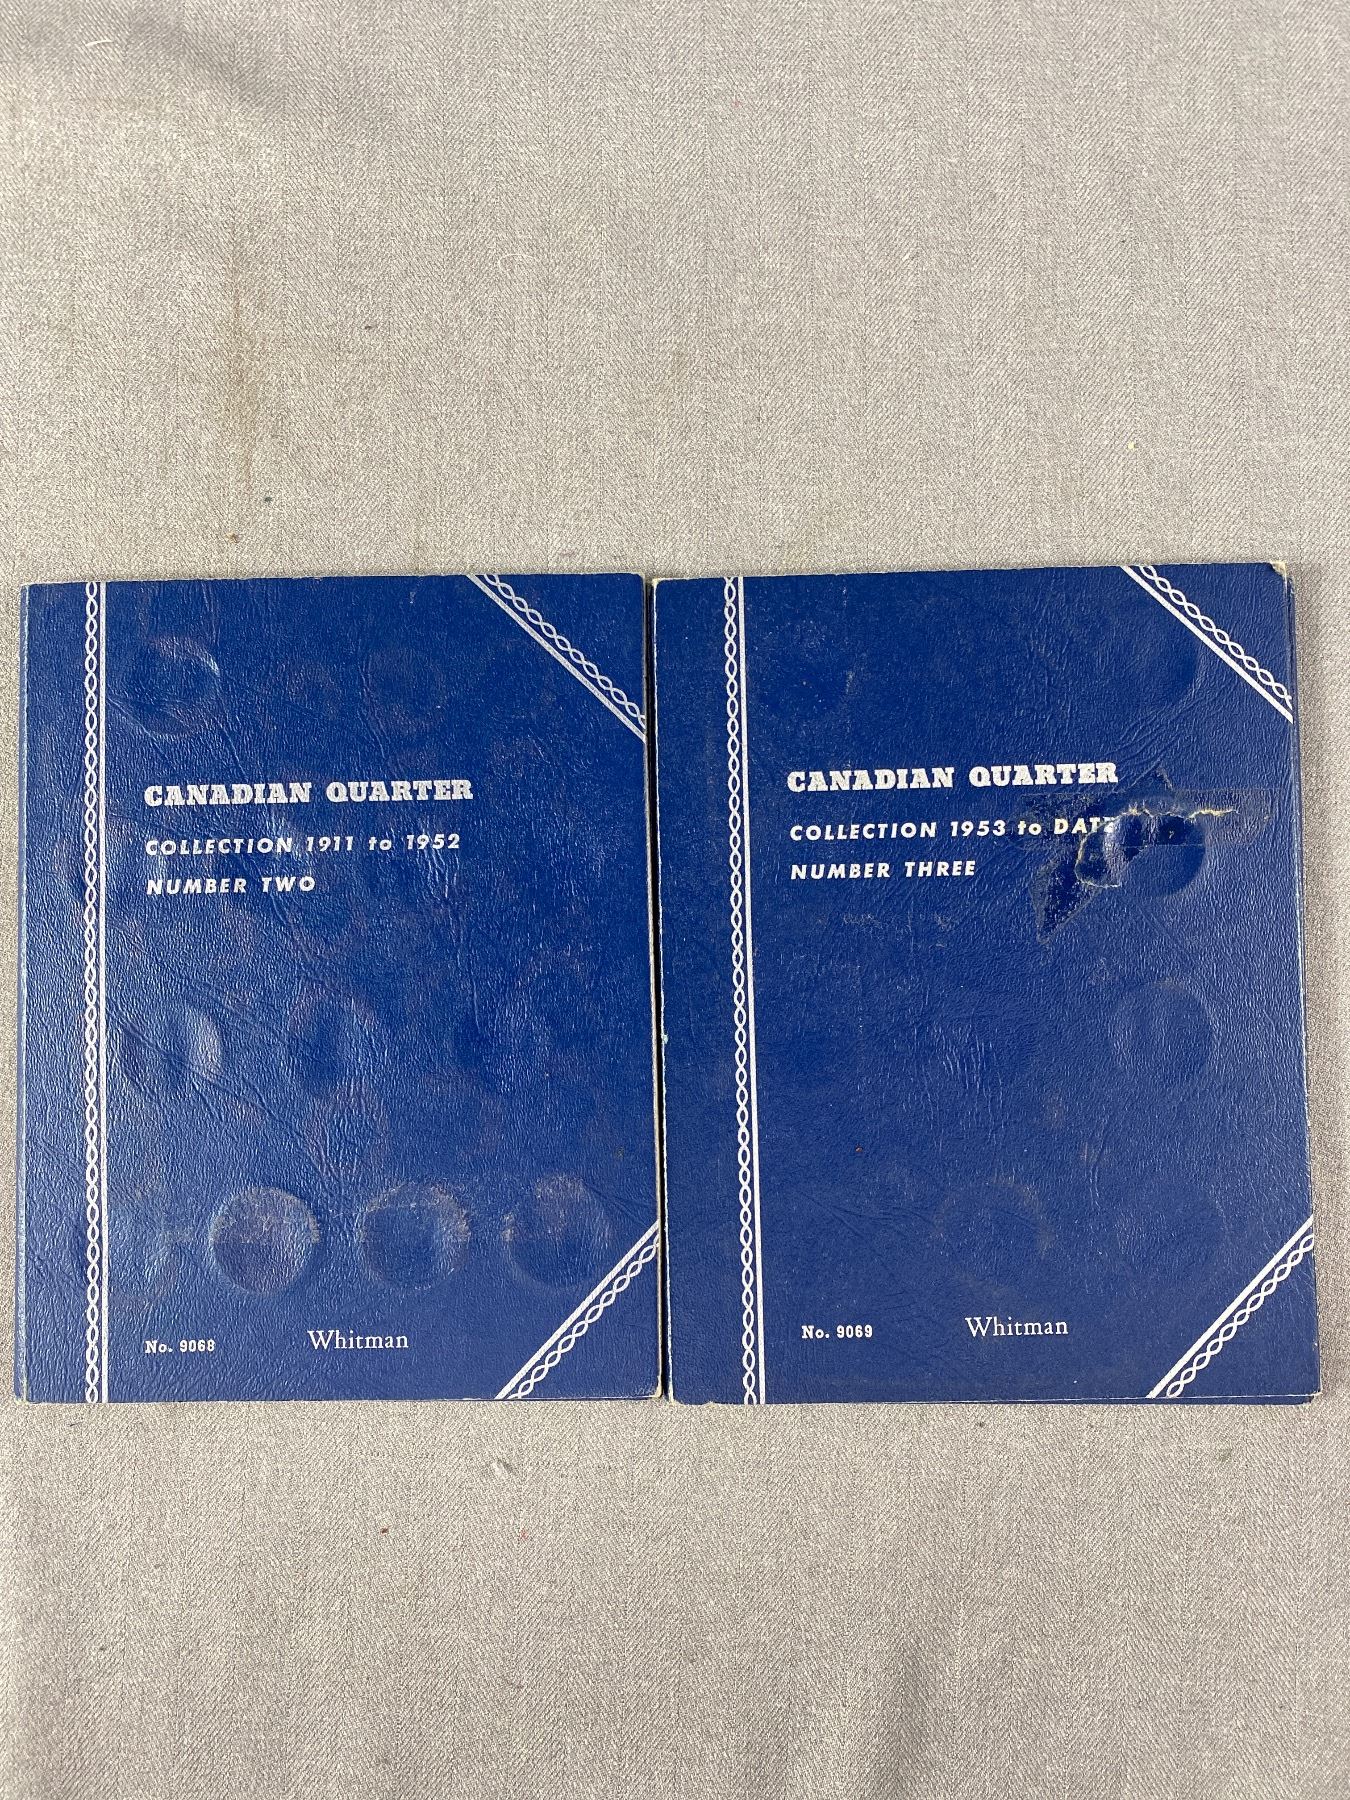 CANADIAN QUARTER
COLLECTION 1911 to 1952
NUMBER TWO
No. 9068
Whitman
CANADIAN QUARTER
COLLECTION 1953 to DATE
NUMBER THREE
No. 9069
Whitman